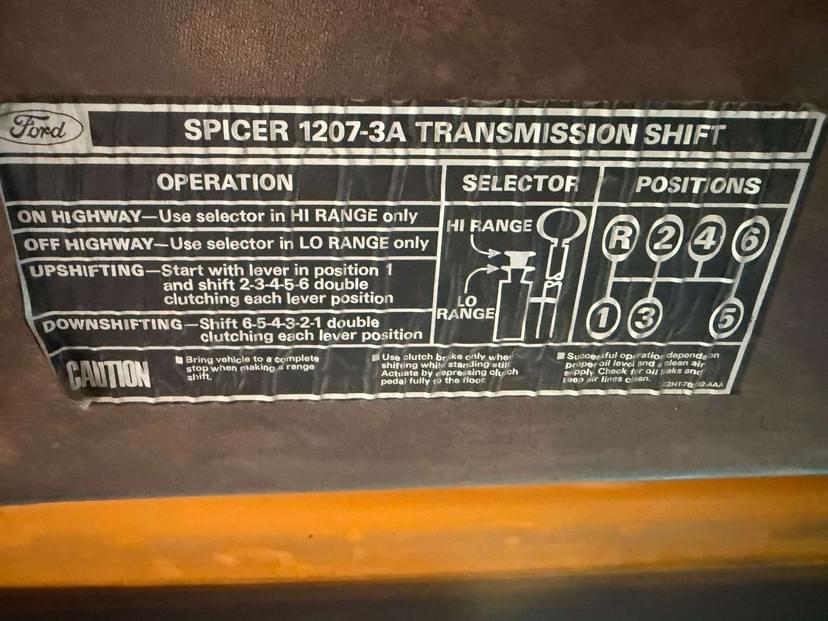 Ford
SPICER 1207-3A TRANSMISSION SHIFT
OPERATION
ON HIGHWAY—Use selector in HI RANGE only
OFF HIGHWAY—Use selector in LO RANGE only
UPSHIFTING—Start with lever in position 1
and shift 2-3-4-5-6 double
clutching each lever position
DOWNSHIFTING—Shift 6-5-4-3-2-1 double
clutching each lever position
SELECTOR
HI RANGE
LO
RANGE
POSITIONS
R 2 4 6
1 3 5
CAUTION
Bring vehicle to a complete
stop when making a range
shift.
Use clutch brake only when
shifting while standing still.
Actuate by depressing clutch
pedal fully to the floor.
Successful operation depends on
proper oil level and a clean air
supply. Check for oil leaks and
keep air lines clean.